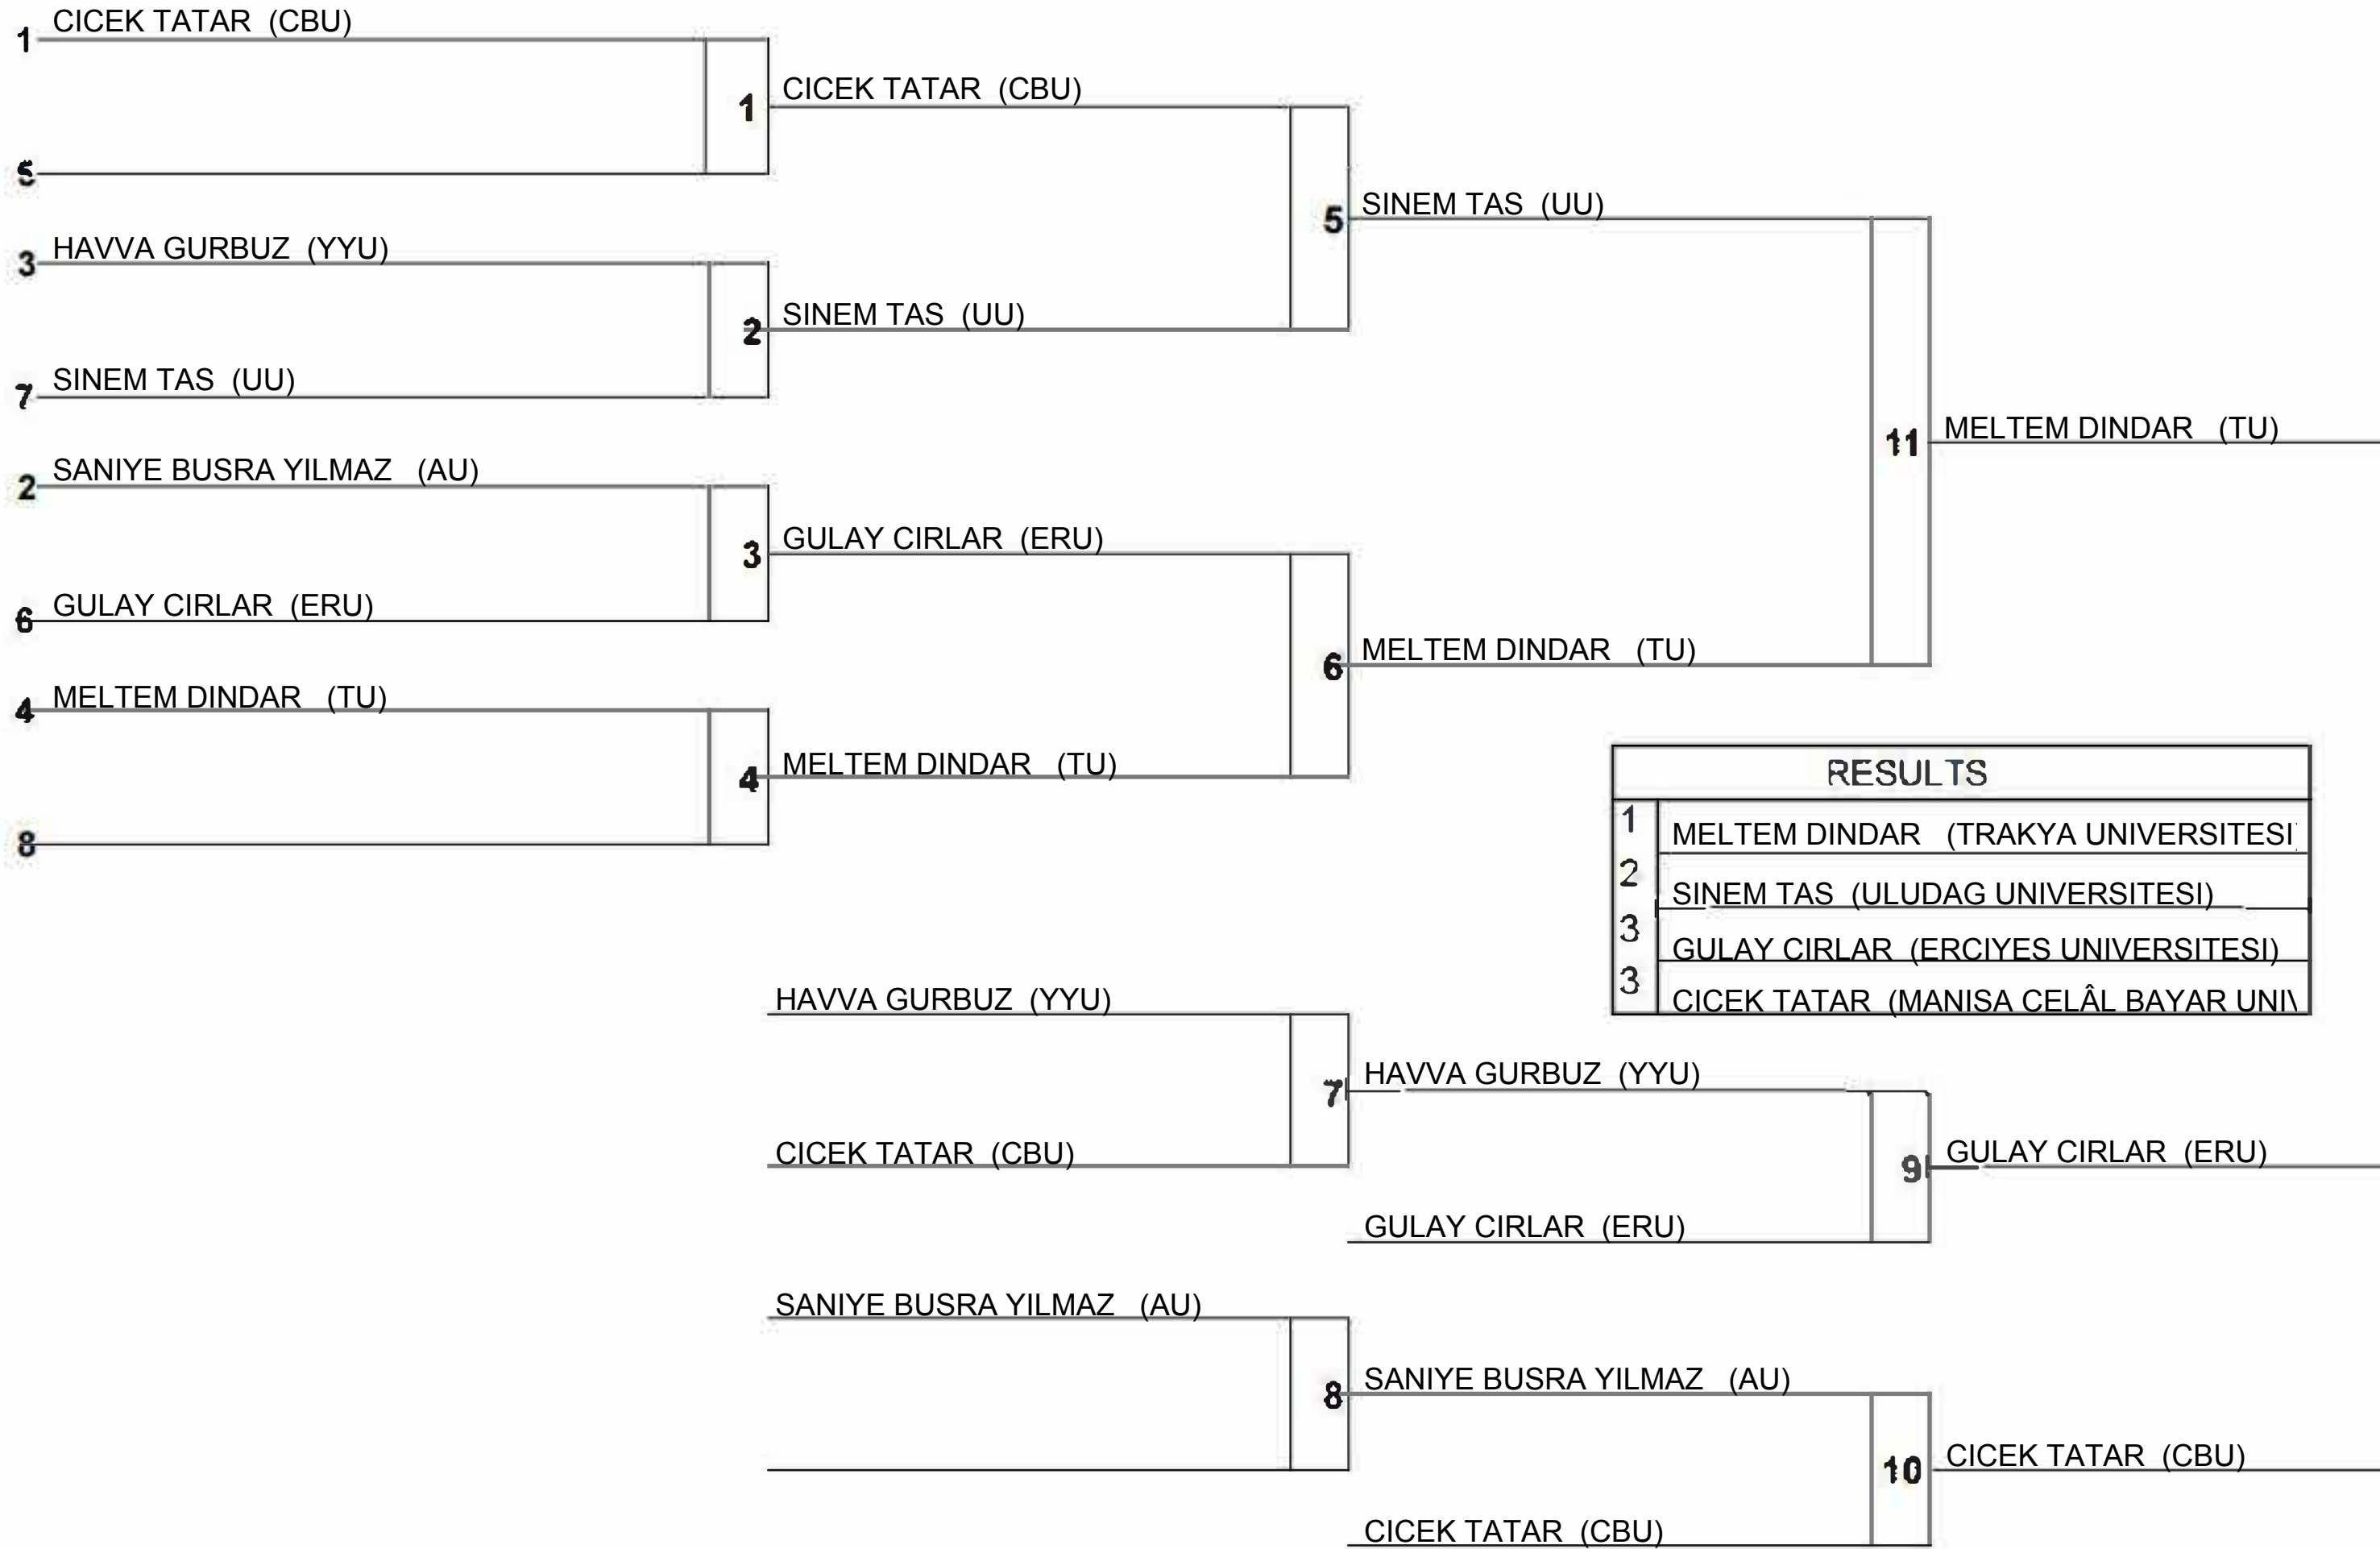 1 CICEK TATAR (CBU)
1 CICEK TATAR (CBU)
5
5 SINEM TAS (UU)
3 HAVVA GURBUZ (YYU)
2 SINEM TAS (UU)
7 SINEM TAS (UU)
11 MELTEM DINDAR (TU)
2 SANIYE BUSRA YILMAZ (AU)
3 GULAY CIRLAR (ERU)
6 GULAY CIRLAR (ERU)
6 MELTEM DINDAR (TU)
4 MELTEM DINDAR (TU)
4 MELTEM DINDAR (TU)
8
RESULTS
1 MELTEM DINDAR (TRAKYA UNIVERSITESI
2 SINEM TAS (ULUDAG UNIVERSITESI)
3 GULAY CIRLAR (ERCIYES UNIVERSITESI)
3 CICEK TATAR (MANISA CELÂL BAYAR UNIV
HAVVA GURBUZ (YYU)
7 HAVVA GURBUZ (YYU)
CICEK TATAR (CBU)
9 GULAY CIRLAR (ERU)
GULAY CIRLAR (ERU)
SANIYE BUSRA YILMAZ (AU)
8 SANIYE BUSRA YILMAZ (AU)
10 CICEK TATAR (CBU)
CICEK TATAR (CBU)